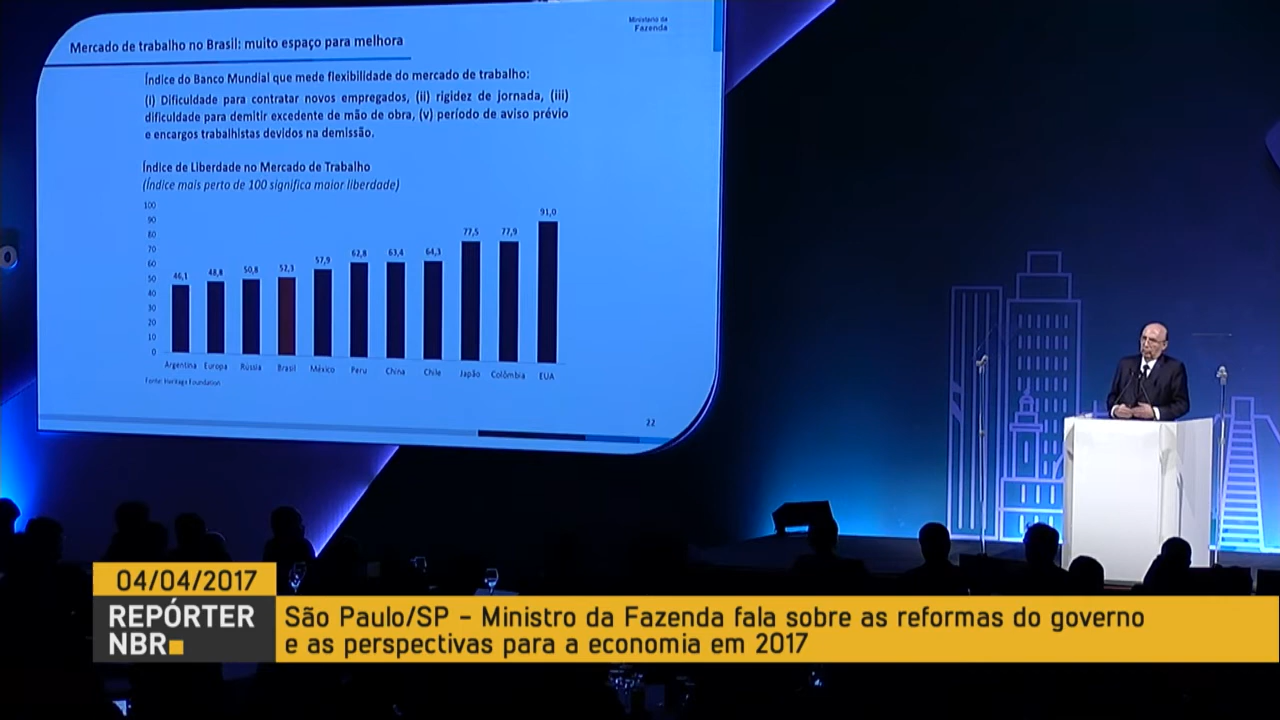 Ministério da
Fazenda
Mercado de trabalho no Brasil: muito espaço para melhora
Índice do Banco Mundial que mede flexibilidade do mercado de trabalho:
(i) Dificuldade para contratar novos empregados, (ii) rigidez de jornada, (iii)
dificuldade para demitir excedente de mão de obra, (v) período de aviso prévio
e encargos trabalhistas devidos na demissão.
Índice de Liberdade no Mercado de Trabalho
(Índice mais perto de 100 significa maior liberdade)
100
90
80
70
60
50
40
30
20
10
0
46,1 48,8 50,8 52,3 57,9 62,8 63,4 64,3 77,5 77,9 91,0
Argentina Europa Rússia Brasil México Peru China Chile Japão Colômbia EUA
Fonte: Heritage Foundation
22
04/04/2017
REPÓRTER
NBR
São Paulo/SP - Ministro da Fazenda fala sobre as reformas do governo
e as perspectivas para a economia em 2017